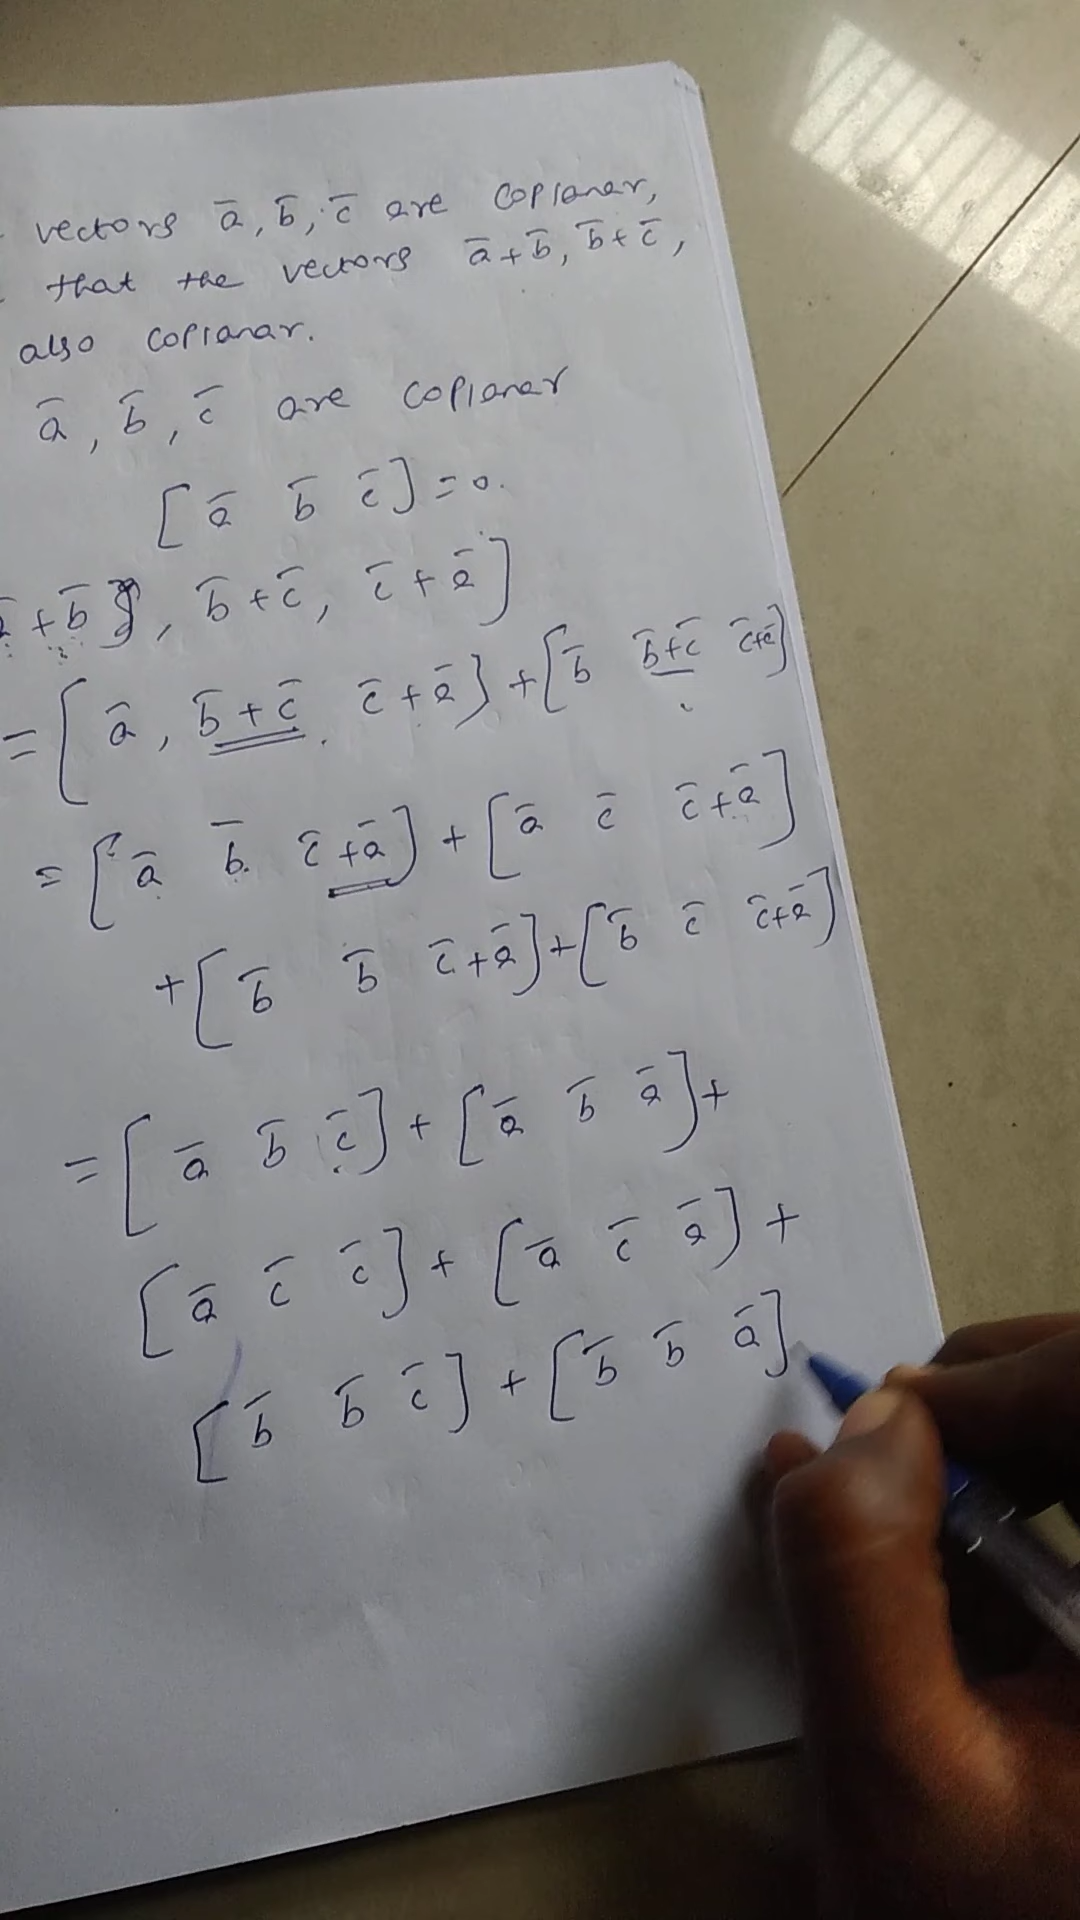 vectors a̅, b̅, c̅ are coplanar,
that the vectors a̅+b̅, b̅+c̅,
also coplanar.
a̅, b̅, c̅ are coplanar
[a̅ b̅ c̅]=0.
+b̅], b̅+c̅, c̅+a̅]
=[a̅, b̅+c̅ c̅+a̅]+[b̅ b̅+c̅
=[a̅ b̅ c̅+a̅]+[a̅ c̅ c̅+a̅]
+[b̅ b̅ c̅+a̅]+[b̅ c̅ c̅+a̅]
=[a̅ b̅ c̅]+[a̅ b̅ a̅]+
[a̅ c̅ c̅]+[a̅ c̅ a̅]+
[b̅ b̅ c̅]+[b̅ b̅ a̅]